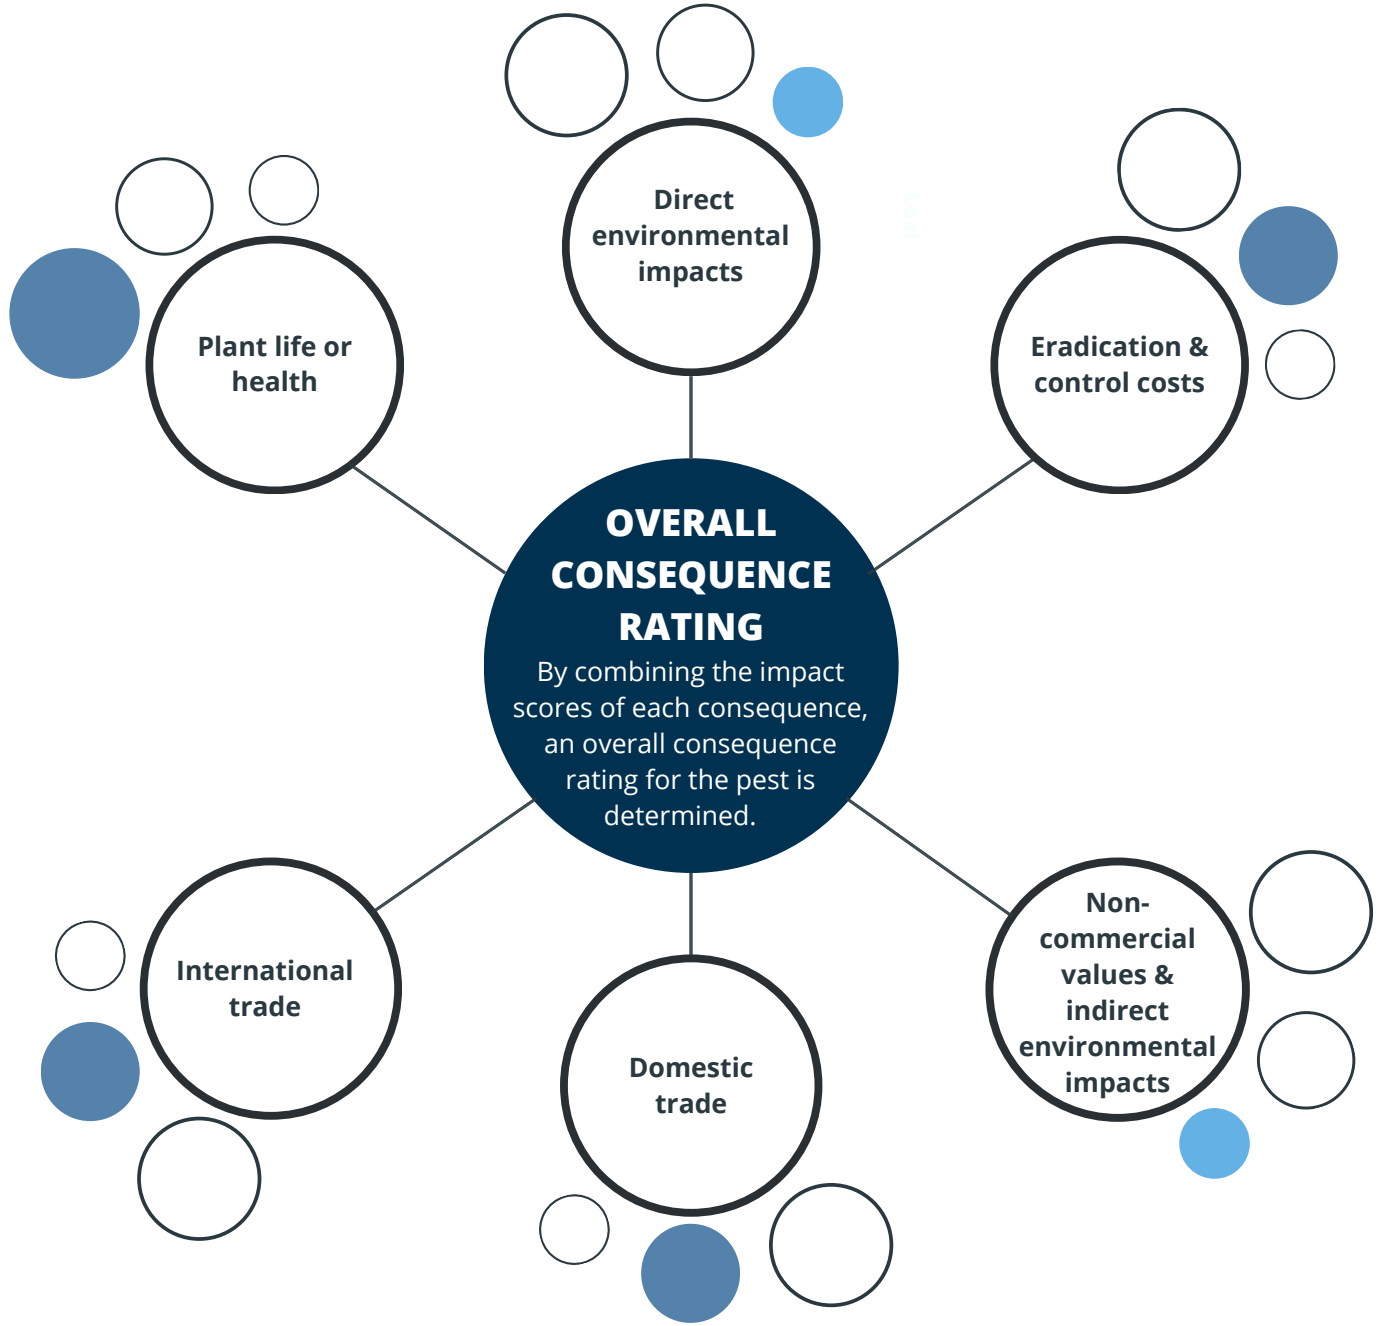 Direct
environmental
impacts
Plant life or
health
Eradication &
control costs
OVERALL
CONSEQUENCE
RATING
By combining the impact
scores of each consequence,
an overall consequence
rating for the pest is
determined.
International
trade
Domestic
trade
Non-
commercial
values &
indirect
environmental
impacts